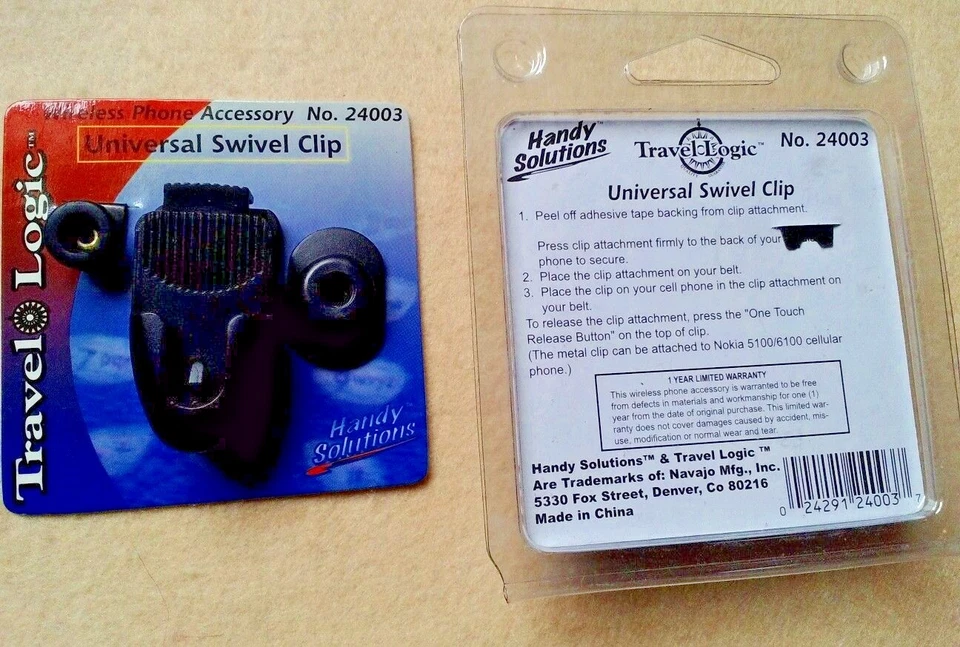 Wireless Phone Accessory No. 24003
Universal Swivel Clip
Travel Logic™
Handy
Solutions™
Handy
Solutions™
Travel Logic™
No. 24003
Universal Swivel Clip
1. Peel off adhesive tape backing from clip attachment.
Press clip attachment firmly to the back of your
phone to secure.
2. Place the clip attachment on your belt.
3. Place the clip on your cell phone in the clip attachment on
your belt.
To release the clip attachment, press the "One Touch
Release Button" on the top of clip.
(The metal clip can be attached to Nokia 5100/6100 cellular
phone.)
1 YEAR LIMITED WARRANTY
This wireless phone accessory is warranted to be free
from defects in materials and workmanship for one (1)
year from the date of original purchase. This limited war-
ranty does not cover damages caused by accident, mis-
use, modification or normal wear and tear.
Handy Solutions™ & Travel Logic ™
Are Trademarks of: Navajo Mfg., Inc.
5330 Fox Street, Denver, Co 80216
Made in China
0 24291 24003 7